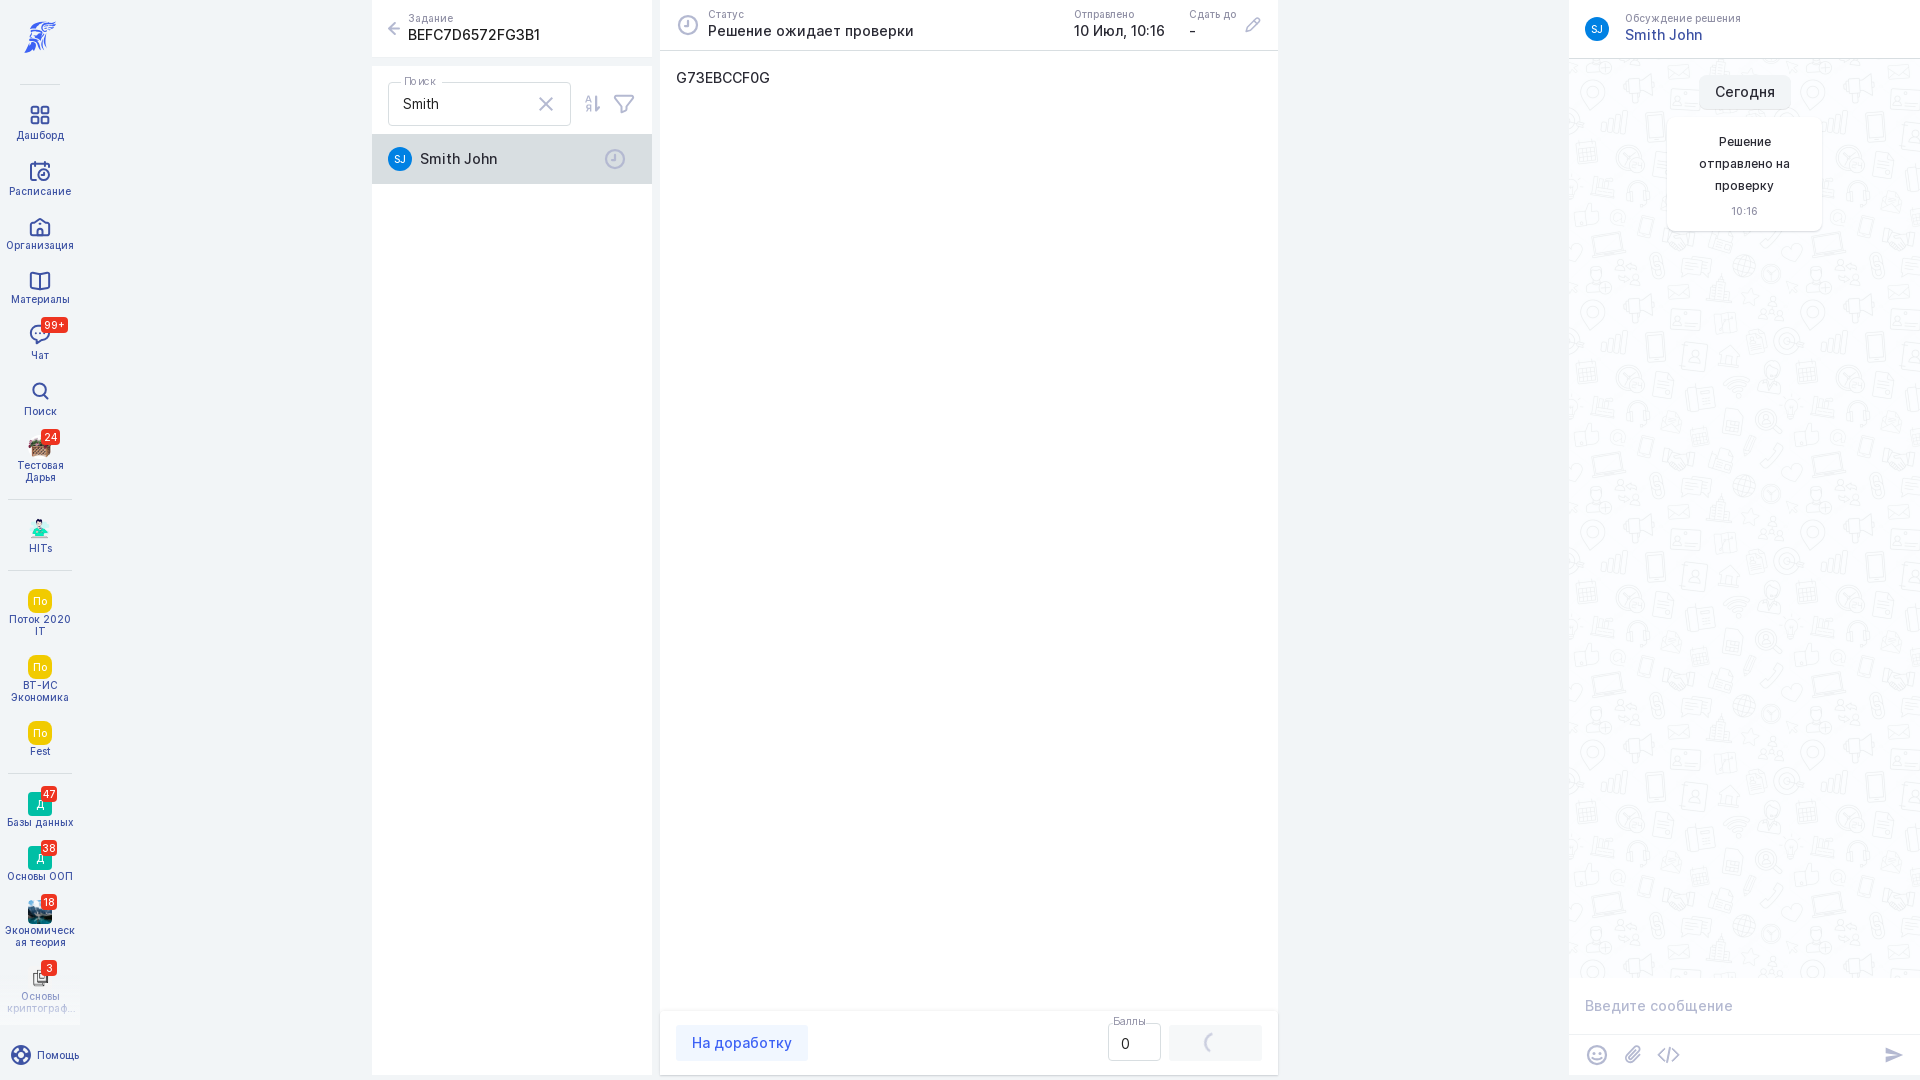 Дашборд
Расписание
Организация
Материалы
99+
Чат
Поиск
24
Тестовая
Дарья
HITs
По
Поток 2020
IT
По
ВТ-ИС
Экономика
По
Fest
47
Д
Базы данных
38
Д
Основы ООП
18
Экономическ
ая теория
3
Основы
криптограф...
Помощь
Задание
BEFC7D6572FG3B1
Поиск
Smith
SJ
Smith John
Статус
Решение ожидает проверки
Отправлено
10 Июл, 10:16
Сдать до
-
G73EBCCF0G
На доработку
Баллы
0
SJ
Обсуждение решения
Smith John
Сегодня
Решение
отправлено на
проверку
10:16
Введите сообщение